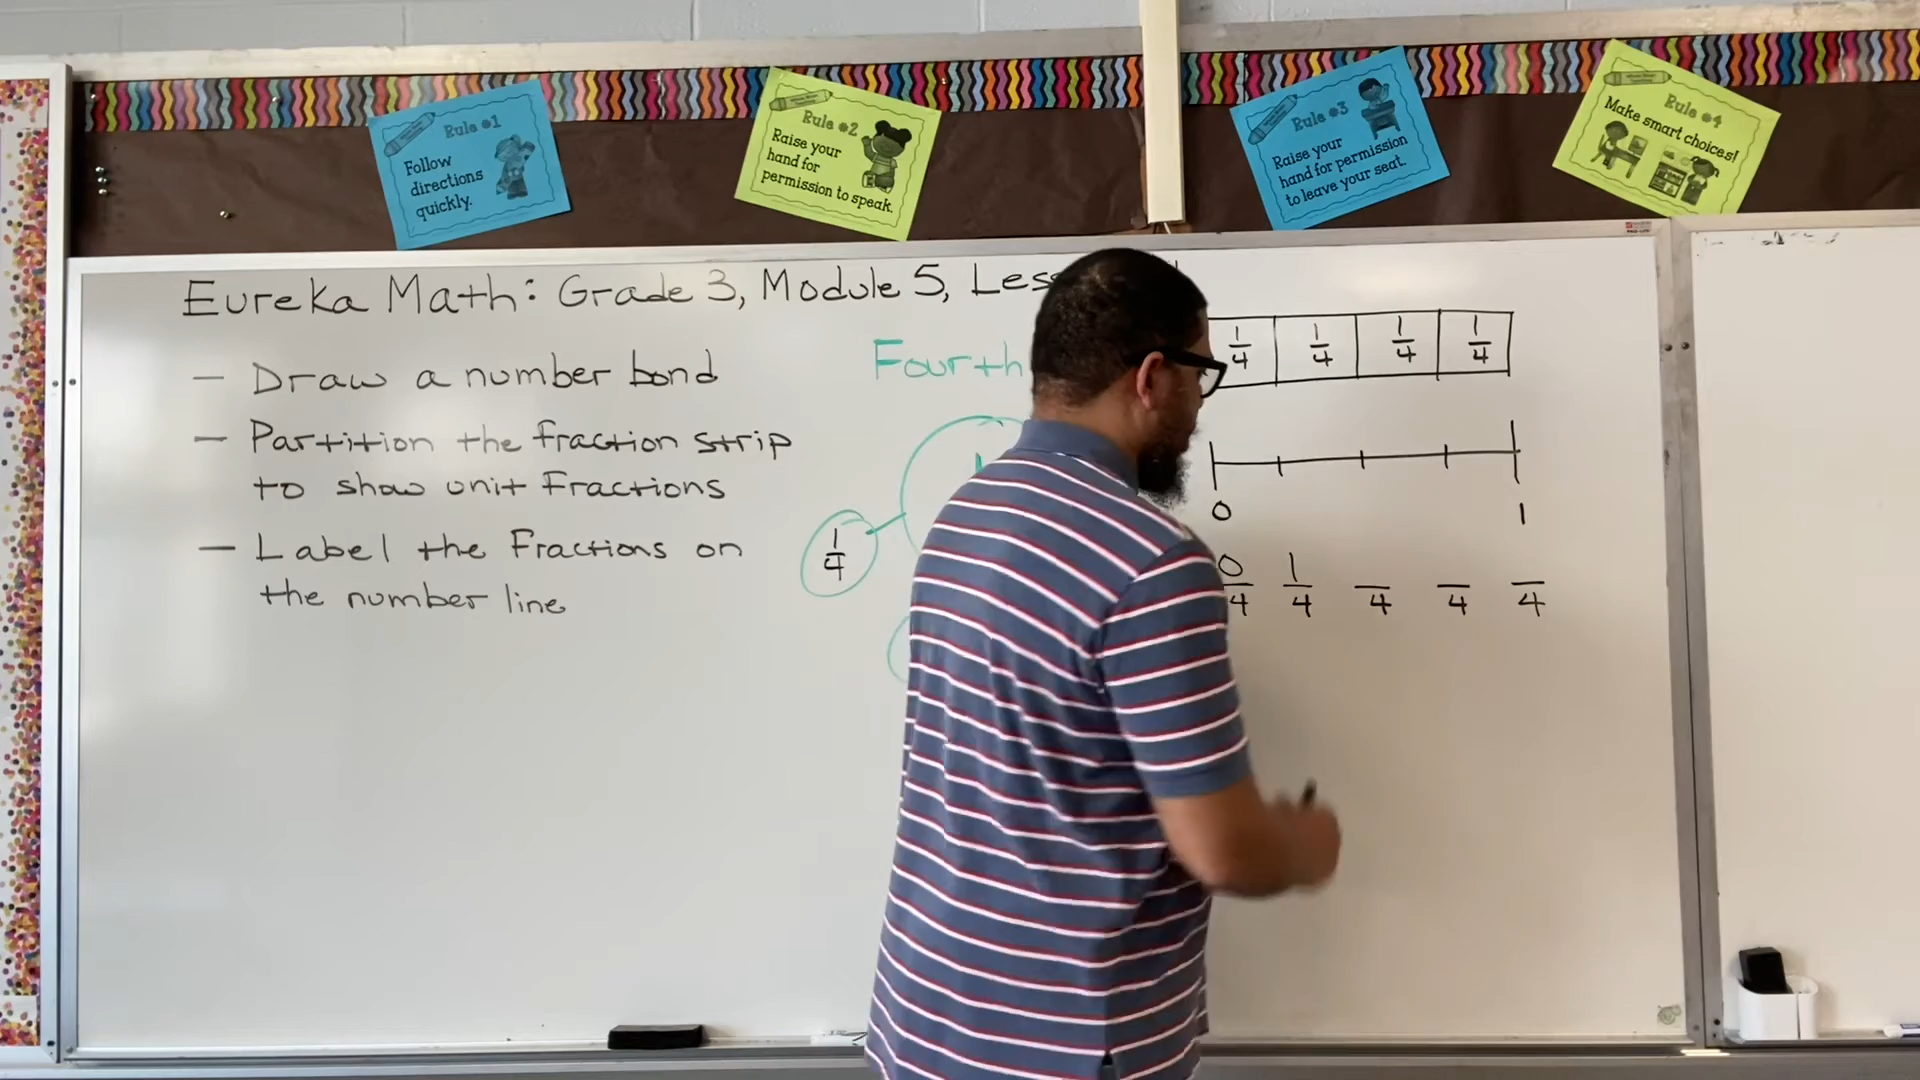 Rule #1
Follow
directions
quickly.
Rule #2
Raise your
hand for
permission to speak.
Rule #3
Raise your
hand for permission
to leave your seat.
Rule #4
Make smart choices!
Eureka Math: Grade 3, Module 5,
- Draw a number bond
- Partition the fraction strip
to show unit Fractions
- Label the Fractions on
the number line
Fourth
1/4
1/4 1/4 1/4 1/4
0 1
0/4 1/4 /4 /4 /4